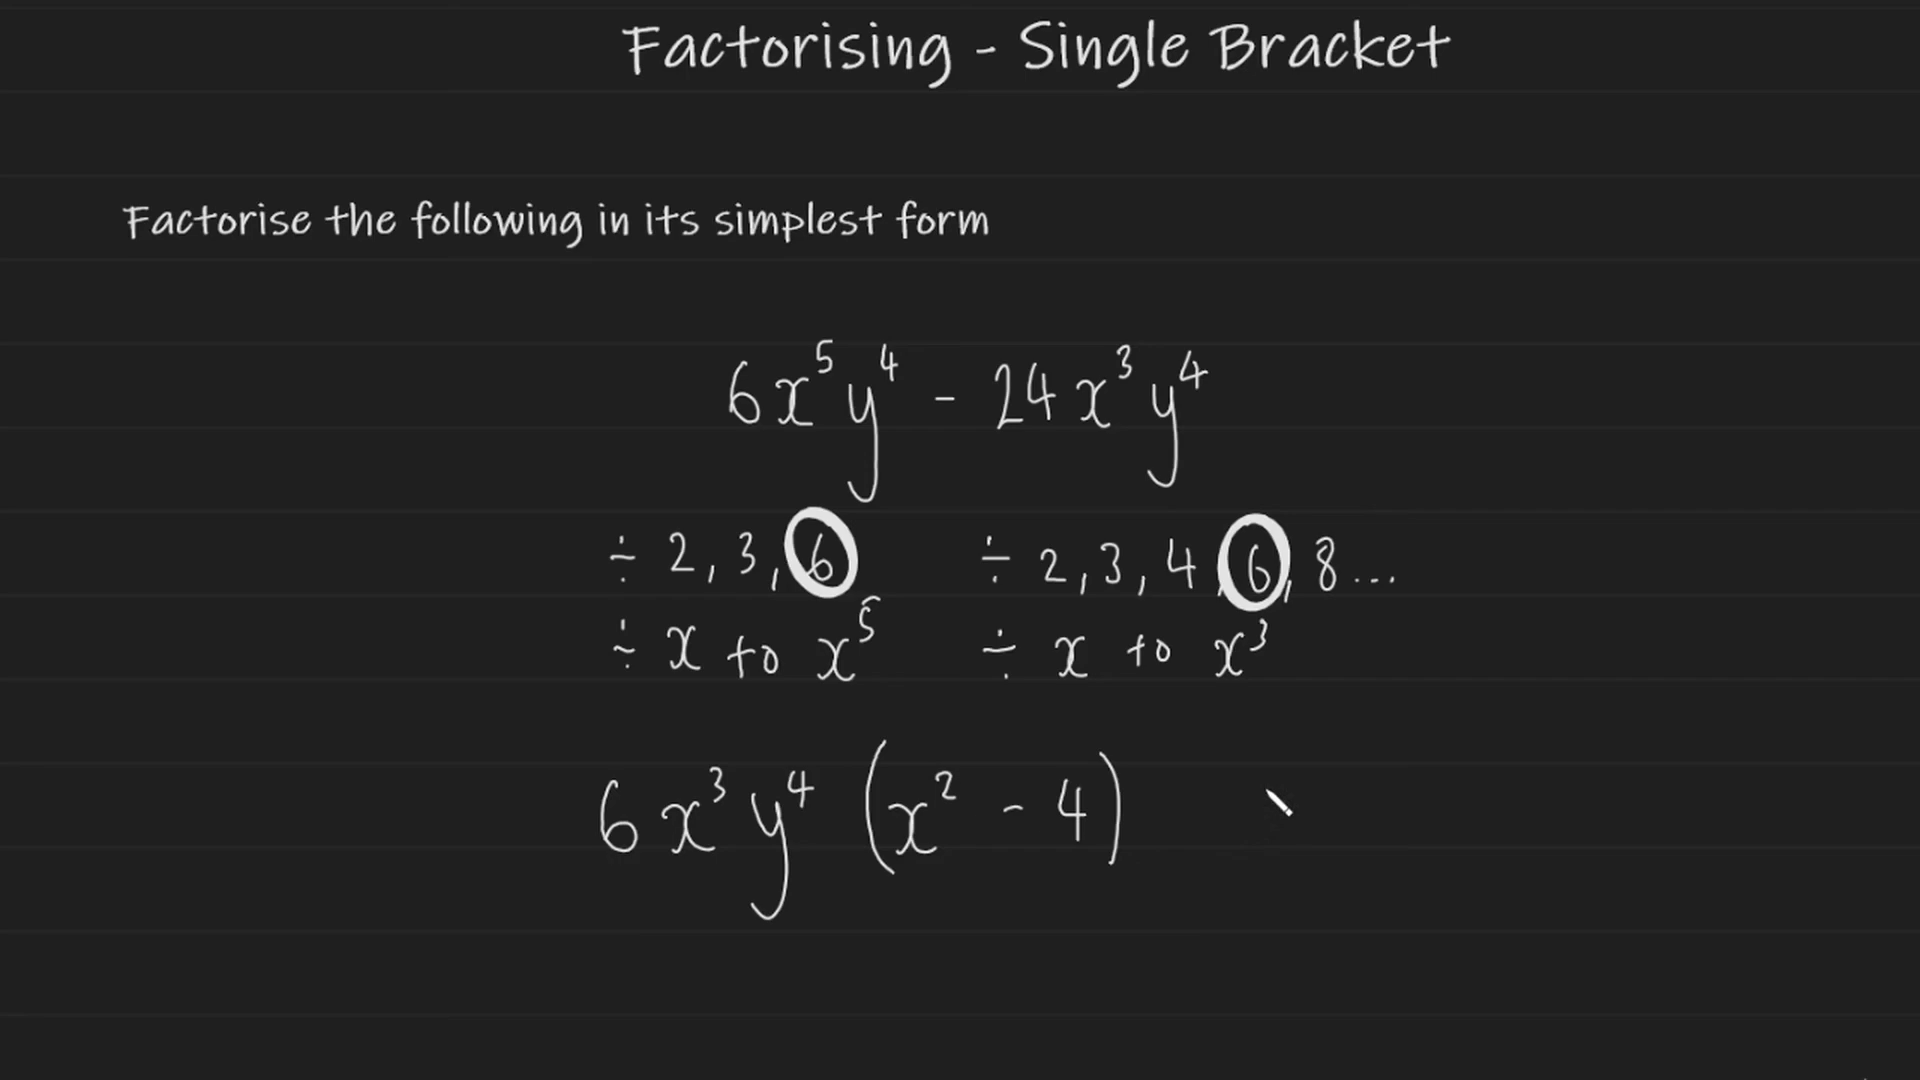 Factorising - Single Bracket
Factorise the following in its simplest form
6x⁵y⁴ - 24x³y⁴
÷ 2, 3, 6 ÷ 2, 3, 4, 6, 8...
÷ x to x⁵ ÷ x to x³
6x³y⁴ (x² - 4)